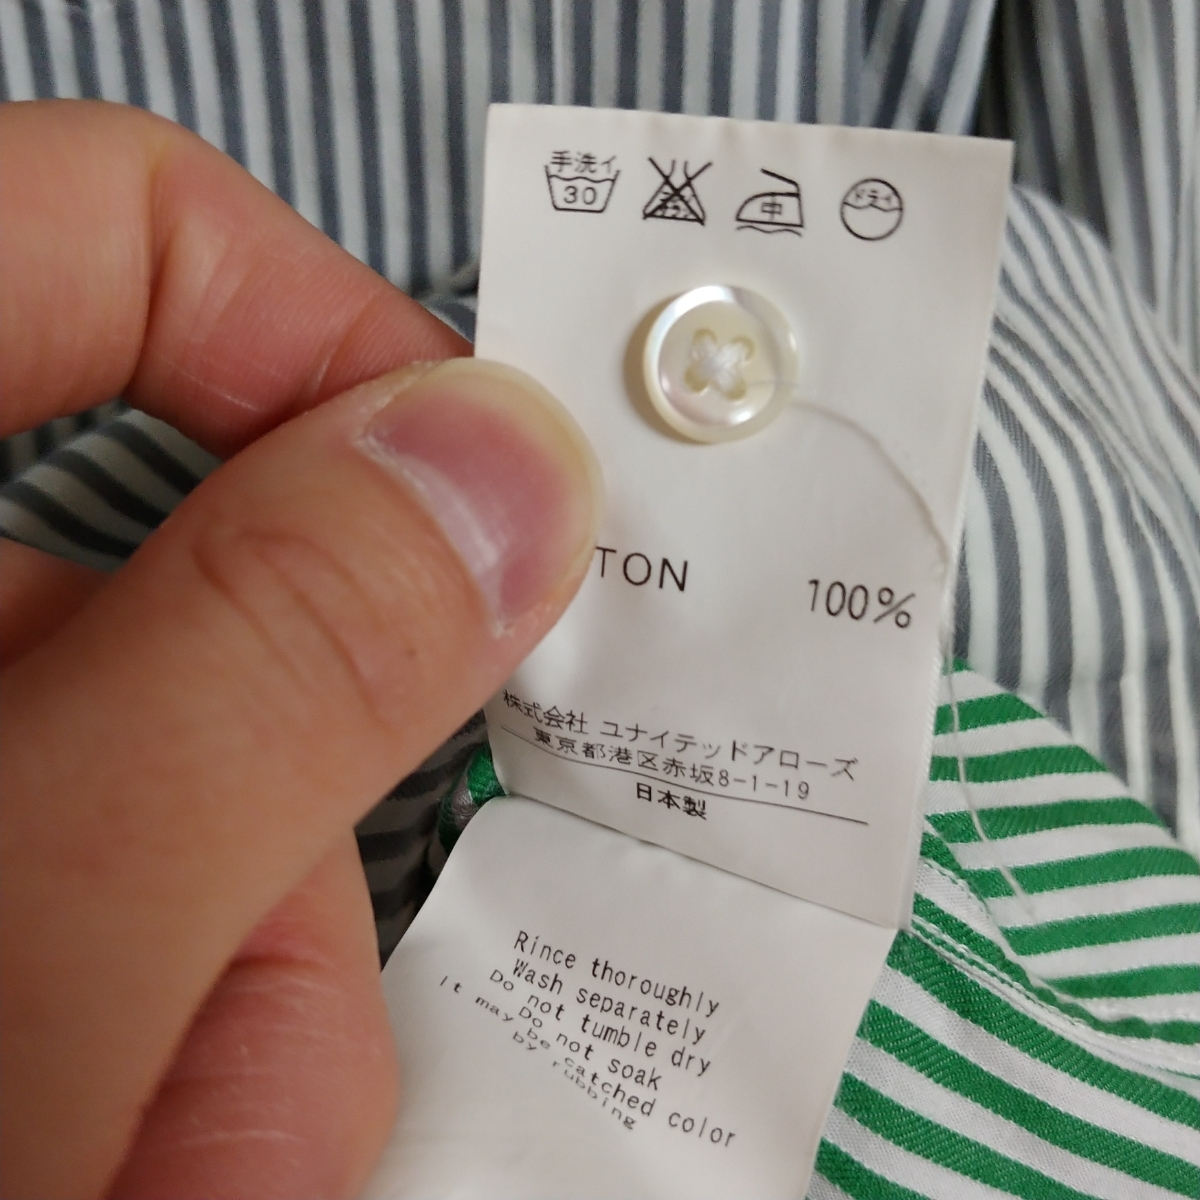 手洗イ
30
中
ドライ
TON 100%
株式会社 ユナイテッドアローズ
東京都港区赤坂8-1-19
日本製
Rince thoroughly
Wash separately
Do not tumble dry
Do not soak
It may be catched color
by rubbing